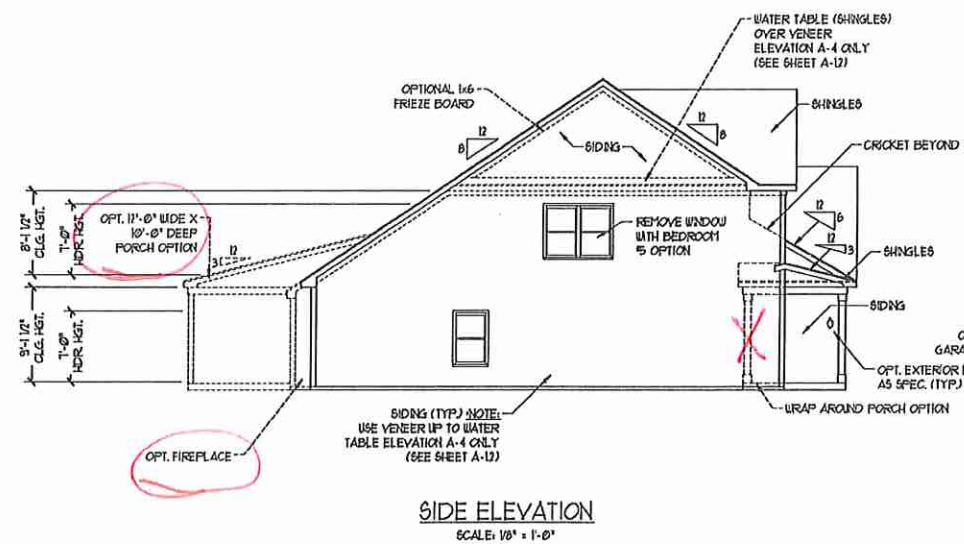 WATER TABLE (SHINGLES)
OVER VENEER
ELEVATION A-4 ONLY
(SEE SHEET A-12)
OPTIONAL 1x6
FRIEZE BOARD
SHINGLES
12
8
12
8
SIDING
CRICKET BEYOND
8'-1 1/2"
CLG. HGT.
7'-0"
HDR. HGT.
OPT. 12'-0" WIDE X
10'-0" DEEP
PORCH OPTION
12
3
REMOVE WINDOW
WITH BEDROOM
5 OPTION
12
6
12
3
SHINGLES
9'-1 1/2"
CLG. HGT.
7'-0"
HDR. HGT.
SIDING
GARA
OPT. EXTERIOR
AS SPEC. (TYP.)
WRAP AROUND PORCH OPTION
SIDING (TYP.) NOTE:
USE VENEER UP TO WATER
TABLE ELEVATION A-4 ONLY
(SEE SHEET A-12)
OPT. FIREPLACE
SIDE ELEVATION
SCALE: 1/8" = 1'-0"